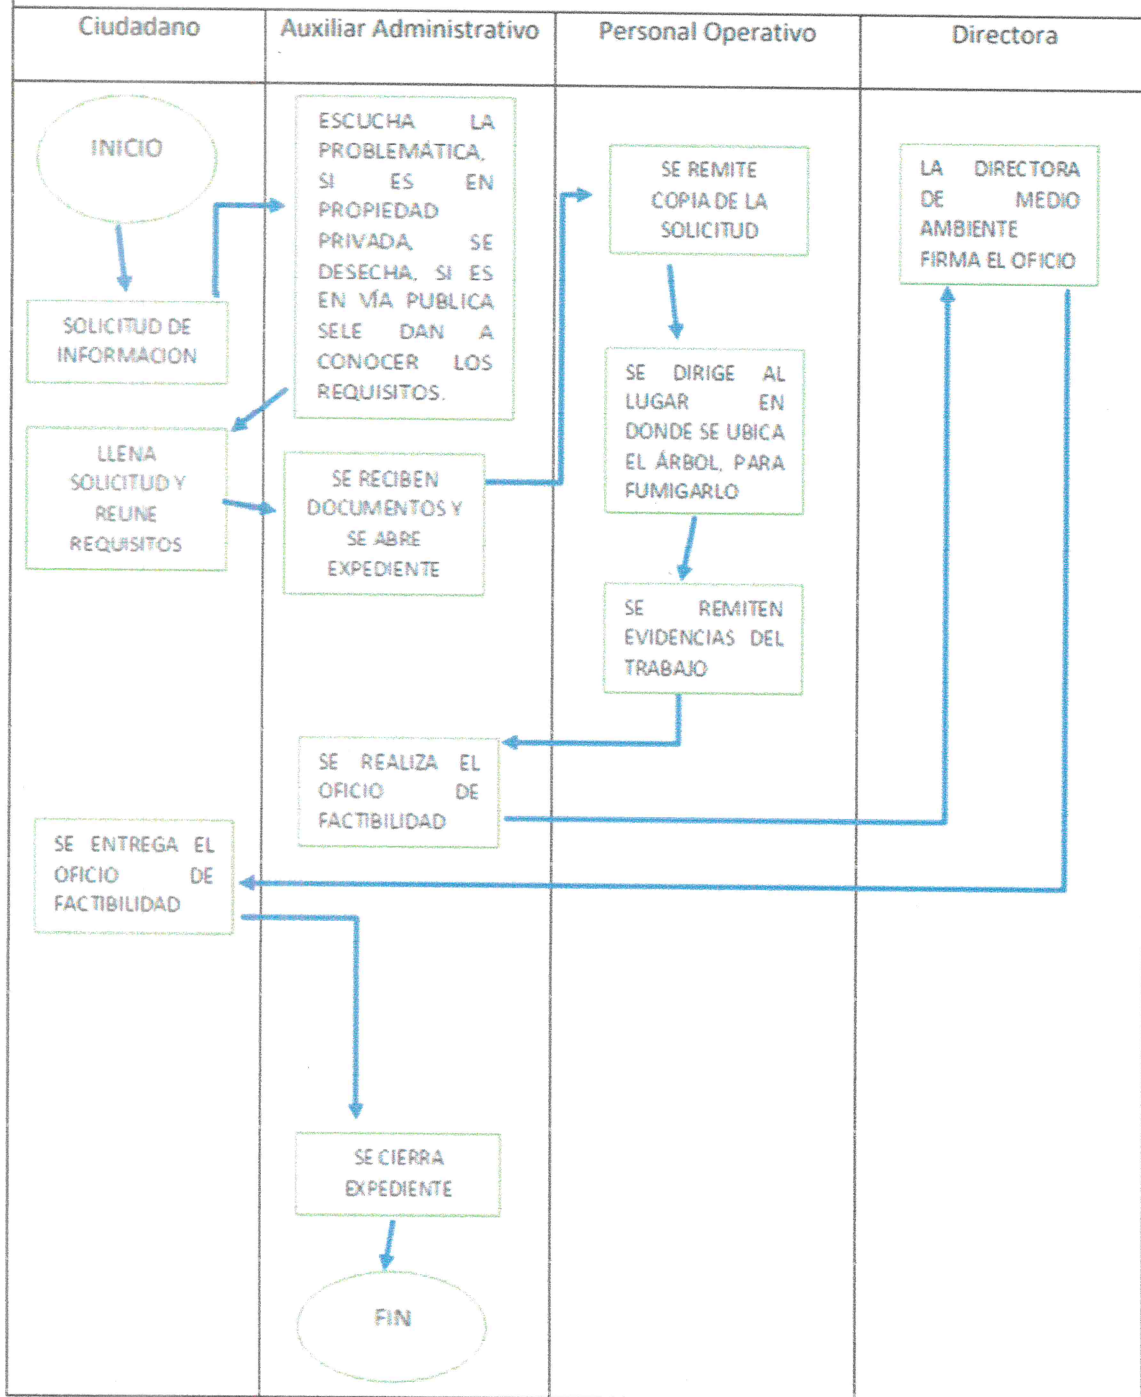 Ciudadano
Auxiliar Administrativo
Personal Operativo
Directora
INICIO
SOLICITUD DE
INFORMACION
ESCUCHA LA
PROBLEMÁTICA,
SI ES EN
PROPIEDAD
PRIVADA, SE
DESECHA, SI ES
EN VÍA PUBLICA
SELE DAN A
CONOCER LOS
REQUISITOS.
LLENA
SOLICITUD Y
REUNE
REQUISITOS
SE RECIBEN
DOCUMENTOS Y
SE ABRE
EXPEDIENTE
SE REMITE
COPIA DE LA
SOLICITUD
SE DIRIGE AL
LUGAR EN
DONDE SE UBICA
EL ÁRBOL, PARA
FUMIGARLO
SE REMITEN
EVIDENCIAS DEL
TRABAJO
SE REALIZA EL
OFICIO DE
FACTIBILIDAD
LA DIRECTORA
DE MEDIO
AMBIENTE
FIRMA EL OFICIO
SE ENTREGA EL
OFICIO DE
FACTIBILIDAD
SE CIERRA
EXPEDIENTE
FIN